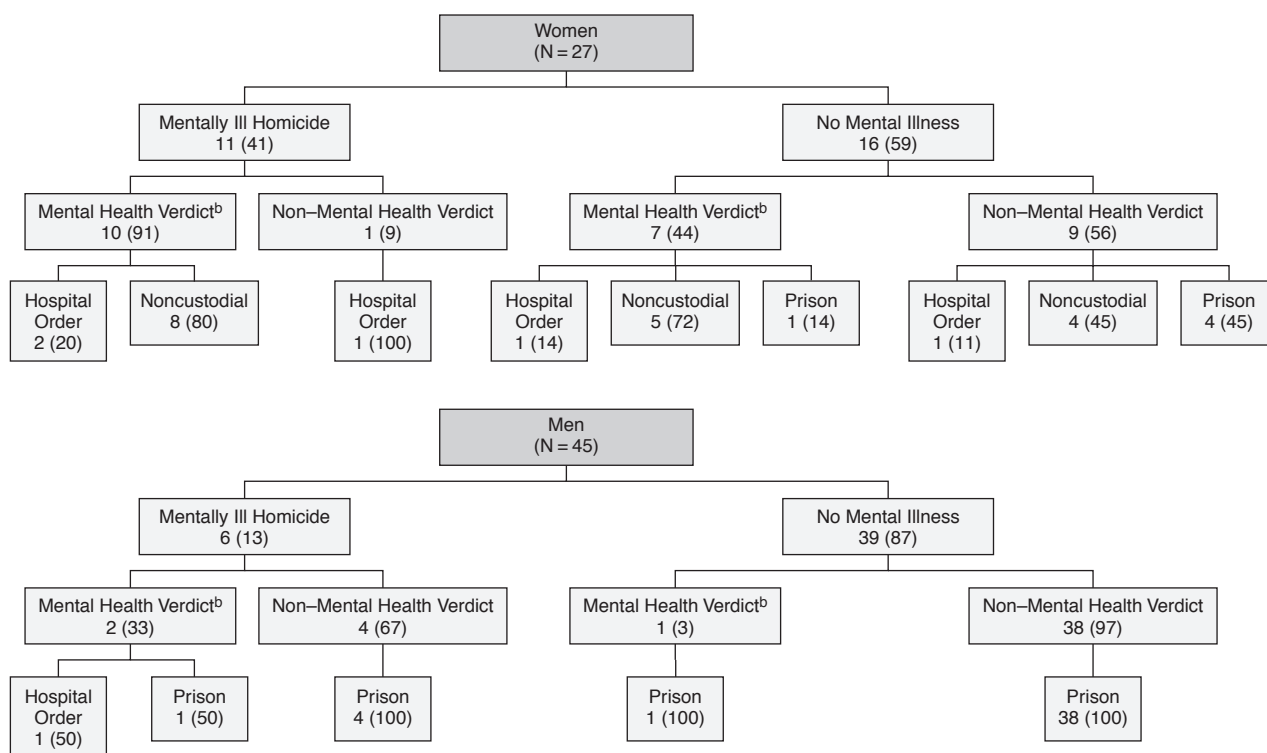 Women
(N = 27)
Mentally Ill Homicide
11 (41)
No Mental Illness
16 (59)
Mental Health Verdictᵇ
10 (91)
Non–Mental Health Verdict
1 (9)
Mental Health Verdictᵇ
7 (44)
Non–Mental Health Verdict
9 (56)
Hospital
Order
2 (20)
Noncustodial
8 (80)
Hospital
Order
1 (100)
Hospital
Order
1 (14)
Noncustodial
5 (72)
Prison
1 (14)
Hospital
Order
1 (11)
Noncustodial
4 (45)
Prison
4 (45)
Men
(N = 45)
Mentally Ill Homicide
6 (13)
No Mental Illness
39 (87)
Mental Health Verdictᵇ
2 (33)
Non–Mental Health Verdict
4 (67)
Mental Health Verdictᵇ
1 (3)
Non–Mental Health Verdict
38 (97)
Hospital
Order
1 (50)
Prison
1 (50)
Prison
4 (100)
Prison
1 (100)
Prison
38 (100)